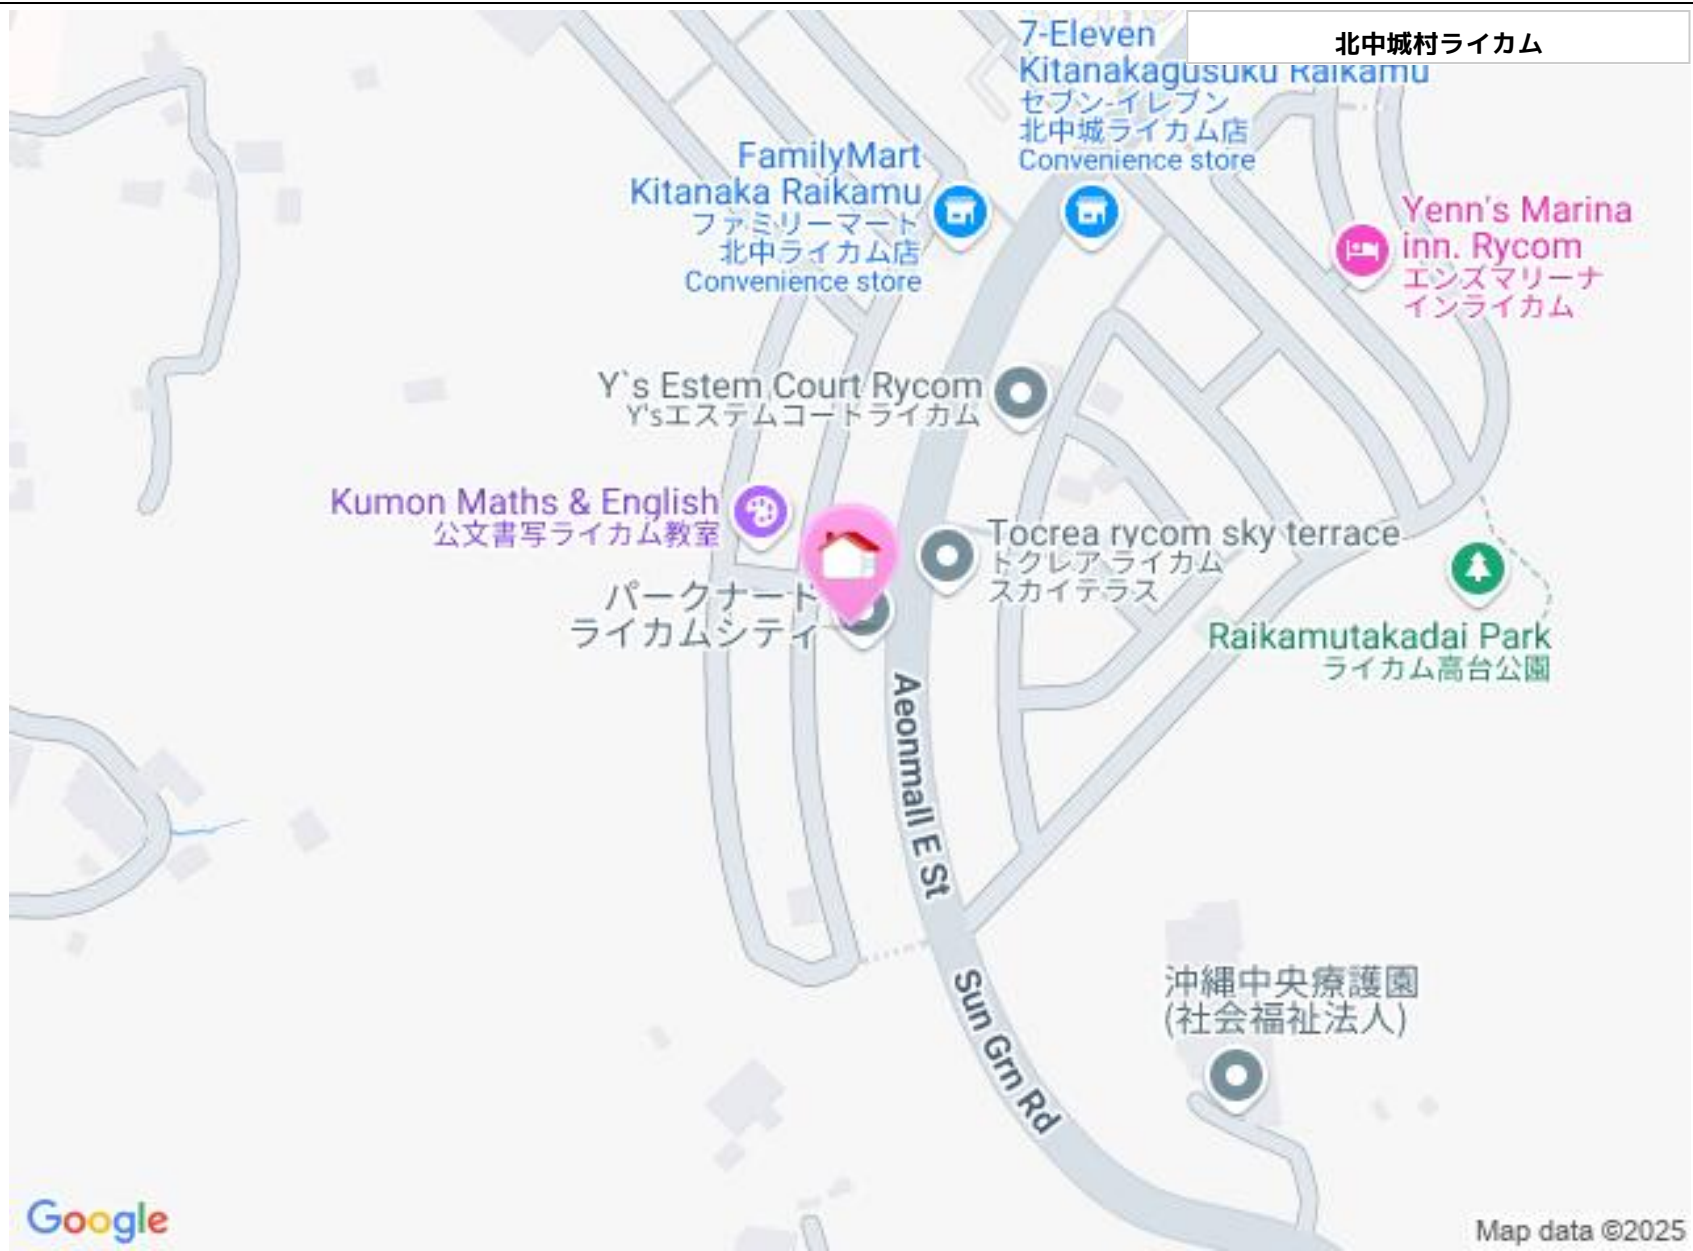 北中城村ライカム
7-Eleven
Kitanakagusuku Raikamu
セブン-イレブン
北中城ライカム店
Convenience store
FamilyMart
Kitanaka Raikamu
ファミリーマート
北中ライカム店
Convenience store
Yenn's Marina
inn. Rycom
エンズマリーナ
インライカム
Y`s Estem Court Rycom
Y'sエステムコートライカム
Kumon Maths & English
公文書写ライカム教室
Tocrea rycom sky terrace
トクレア ライカム
スカイテラス
パークナード
ライカムシティ
Raikamutakadai Park
ライカム高台公園
Aeonmall E St
Sun Grn Rd
沖縄中央療護園
(社会福祉法人)
Google
Map data ©2025